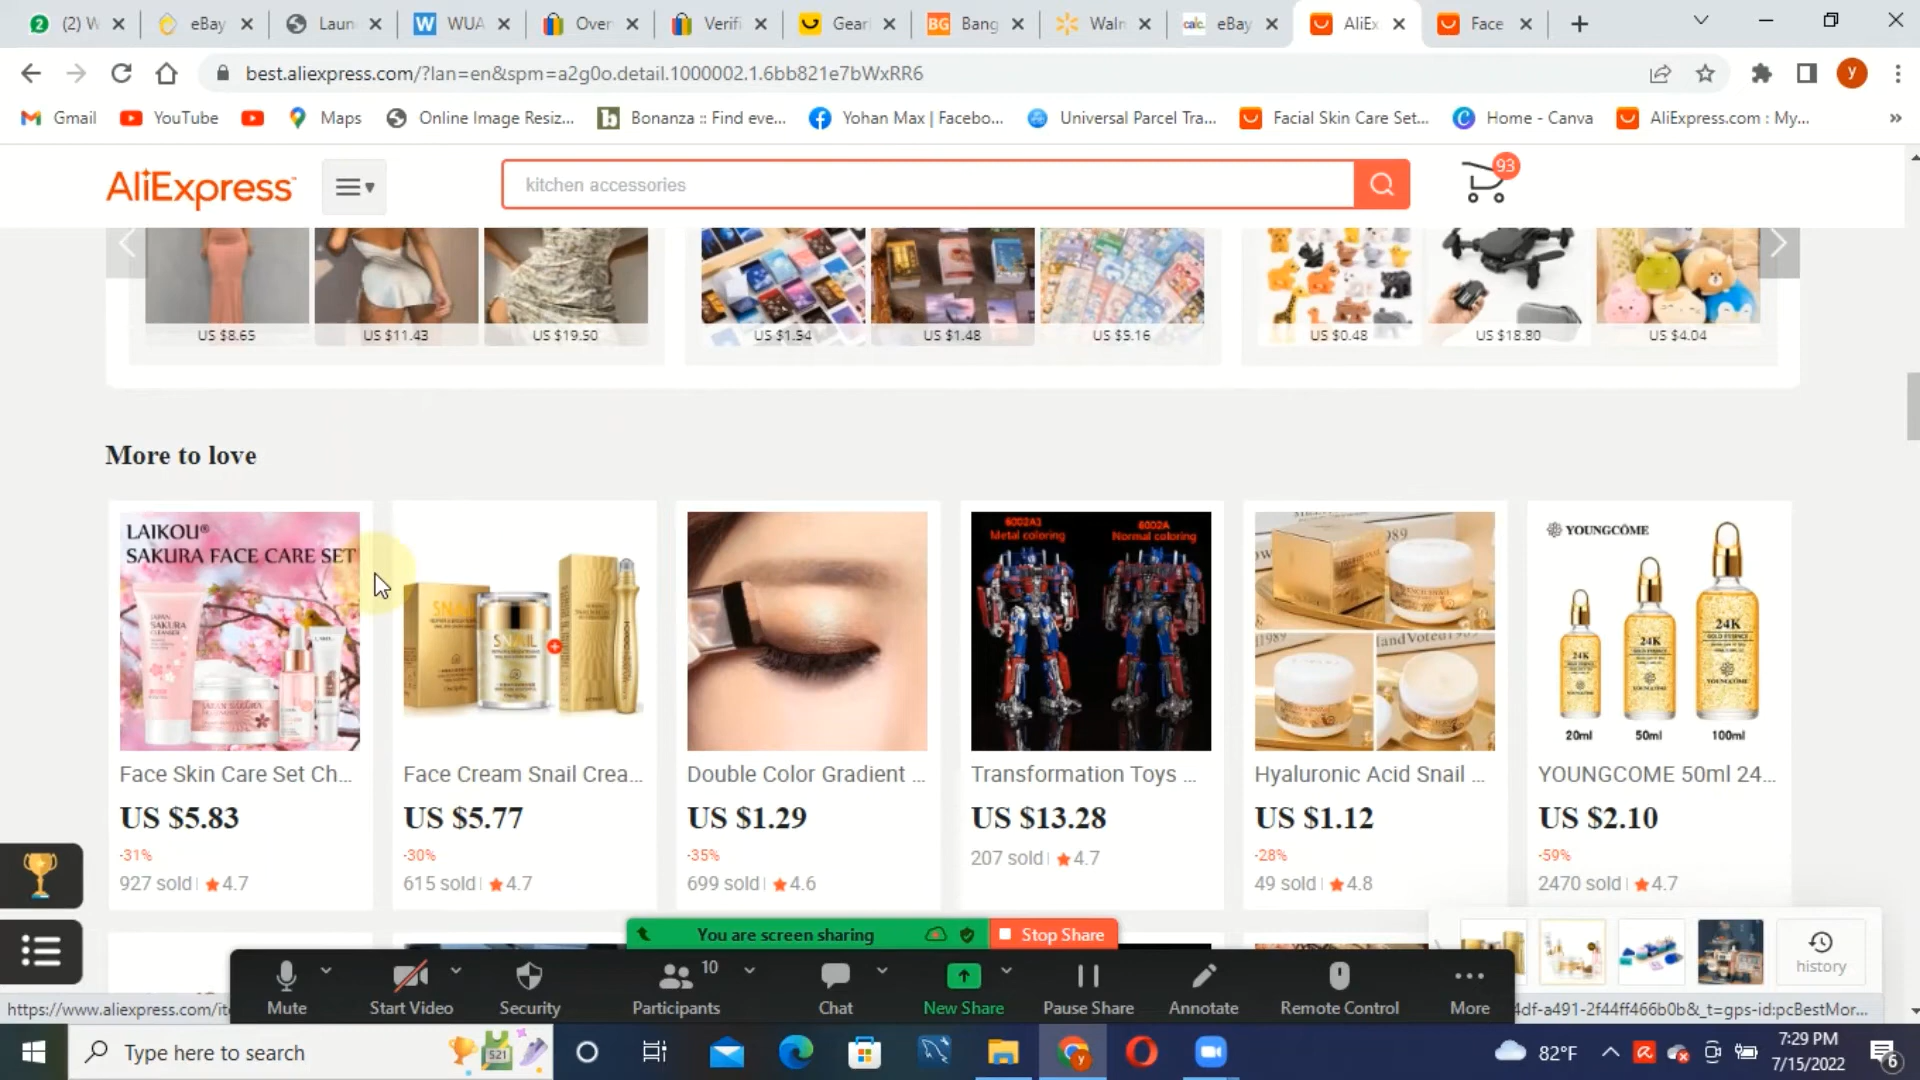 (2) W
eBay
Laun
WUA
Over
Verifi
Gear
Bang
Waln
eBay
AliEx
Face
best.aliexpress.com/?lan=en&spm=a2g0o.detail.1000002.1.6bb821e7bWxRR6
y
Gmail
YouTube
Maps
Online Image Resiz...
Bonanza :: Find eve...
Yohan Max | Facebo...
Universal Parcel Tra...
Facial Skin Care Set...
Home - Canva
AliExpress.com : My...
AliExpress
kitchen accessories
93
US $8.65
US $11.43
US $19.50
US $1.54
US $1.48
US $5.16
US $0.48
US $18.80
US $4.04
More to love
LAIKOU®
SAKURA FACE CARE SET
Face Skin Care Set Ch...
US $5.83
-31%
927 sold
4.7
SNAIL
Face Cream Snail Crea...
US $5.77
-30%
615 sold
4.7
Double Color Gradient ...
US $1.29
-35%
699 sold
4.6
6002A1
Metal coloring
6002A
Normal coloring
Transformation Toys ...
US $13.28
207 sold
4.7
Hyaluronic Acid Snail ...
US $1.12
-28%
49 sold
4.8
YOUNGCOME
24K
24K
24K
20ml
50ml
100ml
YOUNGCOME 50ml 24...
US $2.10
-59%
2470 sold
4.7
You are screen sharing
Stop Share
history
Mute
Start Video
Security
10
Participants
Chat
New Share
Pause Share
Annotate
Remote Control
More
https://www.aliexpress.com/ite
4df-a491-2f44ff466b0b&_t=gps-id:pcBestMor...
Type here to search
521
82°F
7:29 PM
7/15/2022
6